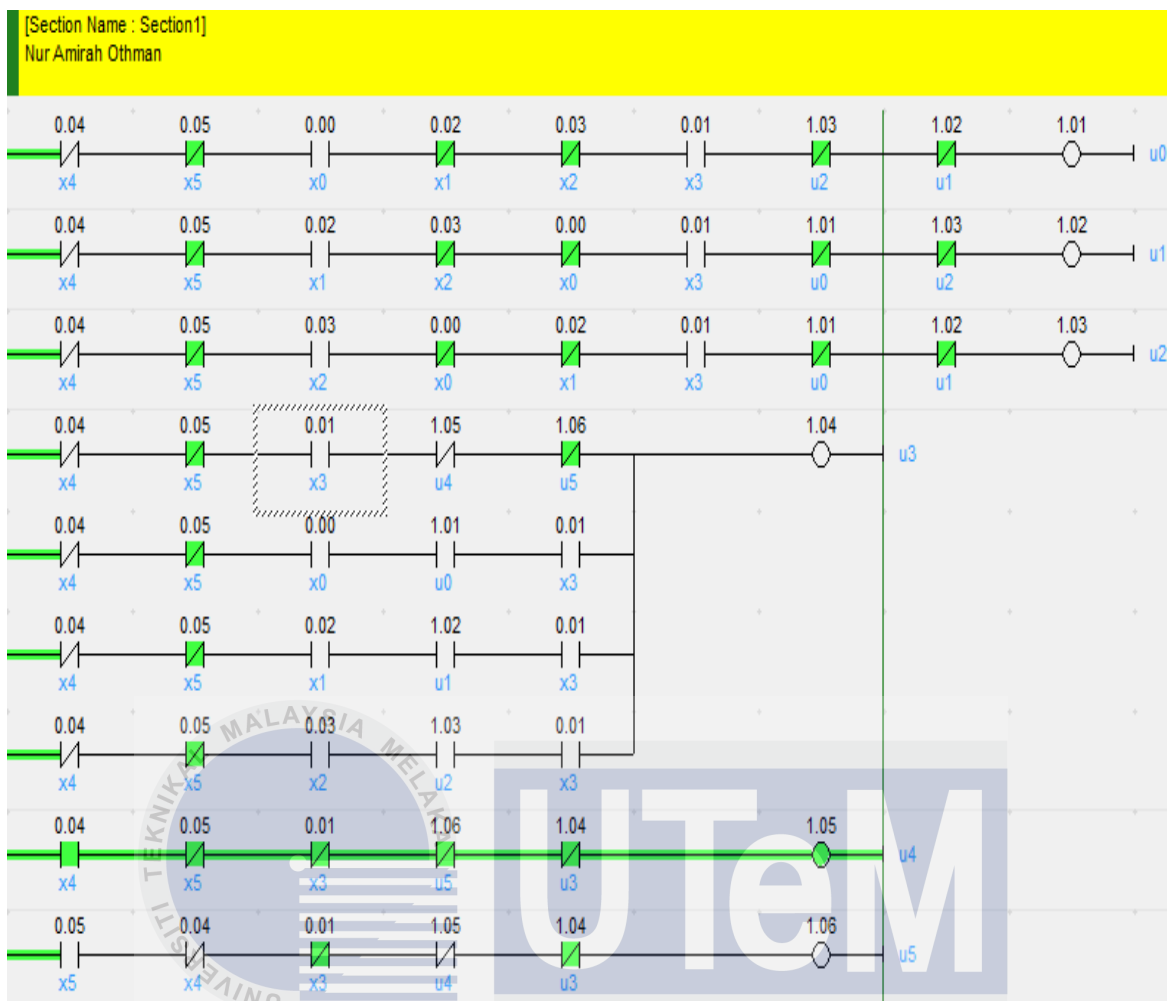 [Section Name : Section1]
Nur Amirah Othman
0.04 0.05 0.00 0.02 0.03 0.01 1.03 1.02 1.01
u0
x4 x5 x0 x1 x2 x3 u2 u1
0.04 0.05 0.02 0.03 0.00 0.01 1.01 1.03 1.02
u1
x4 x5 x1 x2 x0 x3 u0 u2
0.04 0.05 0.03 0.00 0.02 0.01 1.01 1.02 1.03
u2
x4 x5 x2 x0 x1 x3 u0 u1
0.04 0.05 0.01 1.05 1.06 1.04
u3
x4 x5 x3 u4 u5
0.04 0.05 0.00 1.01 0.01
x4 x5 x0 u0 x3
0.04 0.05 0.02 1.02 0.01
x4 x5 x1 u1 x3
0.04 0.05 0.03 1.03 0.01
x4 x5 x2 u2 x3
0.04 0.05 0.01 1.06 1.04 1.05
u4
x4 x5 x3 u5 u3
0.05 0.04 0.01 1.05 1.04 1.06
u5
x5 x4 x3 u4 u3
TEKNIKAL MALAYSIA MELAKA
UTeM